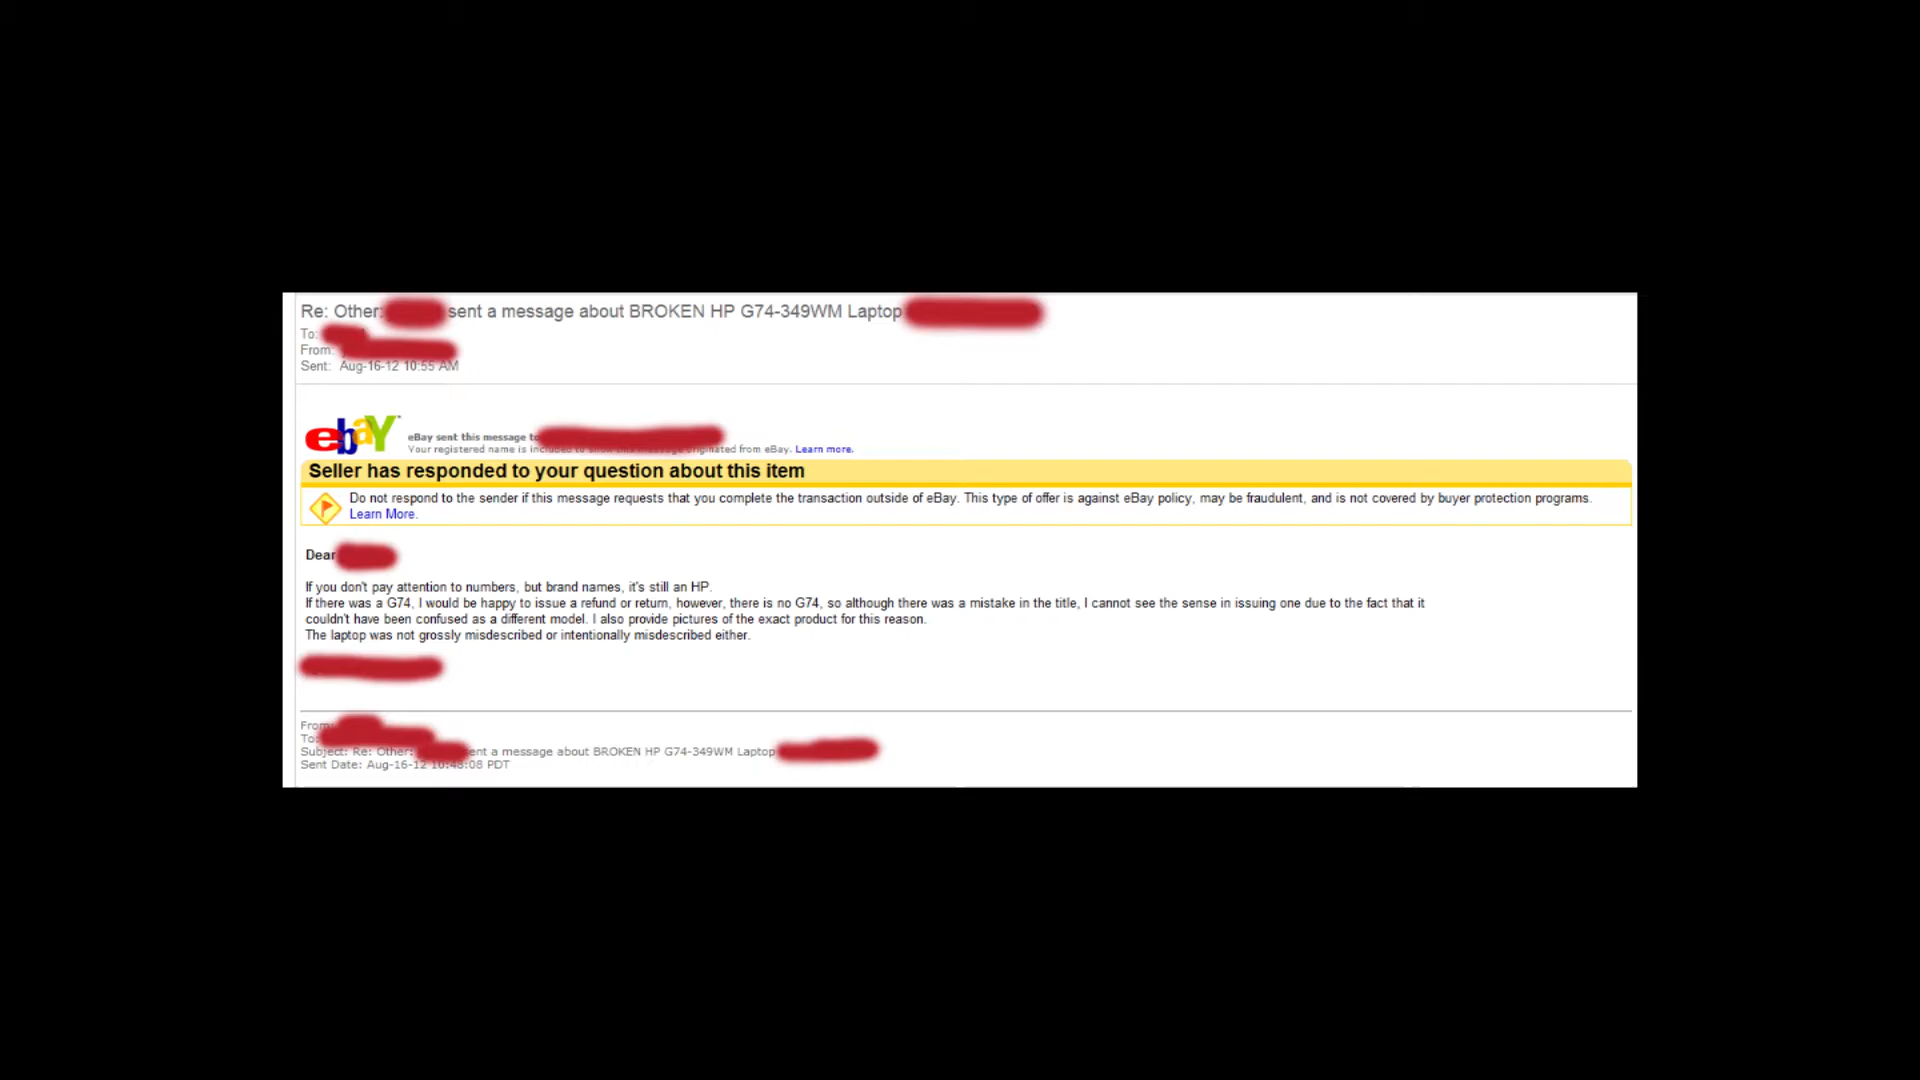 Re: Other: sent a message about BROKEN HP G74-349WM Laptop
To:
From:
Sent: Aug-16-12 10:55 AM
ebaY™
eBay sent this message to
Your registered name is included to show this message originated from eBay. Learn more.
Seller has responded to your question about this item
Do not respond to the sender if this message requests that you complete the transaction outside of eBay. This type of offer is against eBay policy, may be fraudulent, and is not covered by buyer protection programs.
Learn More.
Dear
If you don't pay attention to numbers, but brand names, it's still an HP.
If there was a G74, I would be happy to issue a refund or return, however, there is no G74, so although there was a mistake in the title, I cannot see the sense in issuing one due to the fact that it
couldn't have been confused as a different model. I also provide pictures of the exact product for this reason.
The laptop was not grossly misdescribed or intentionally misdescribed either.
From:
To:
Subject: Re: Other: sent a message about BROKEN HP G74-349WM Laptop
Sent Date: Aug-16-12 10:48:08 PDT